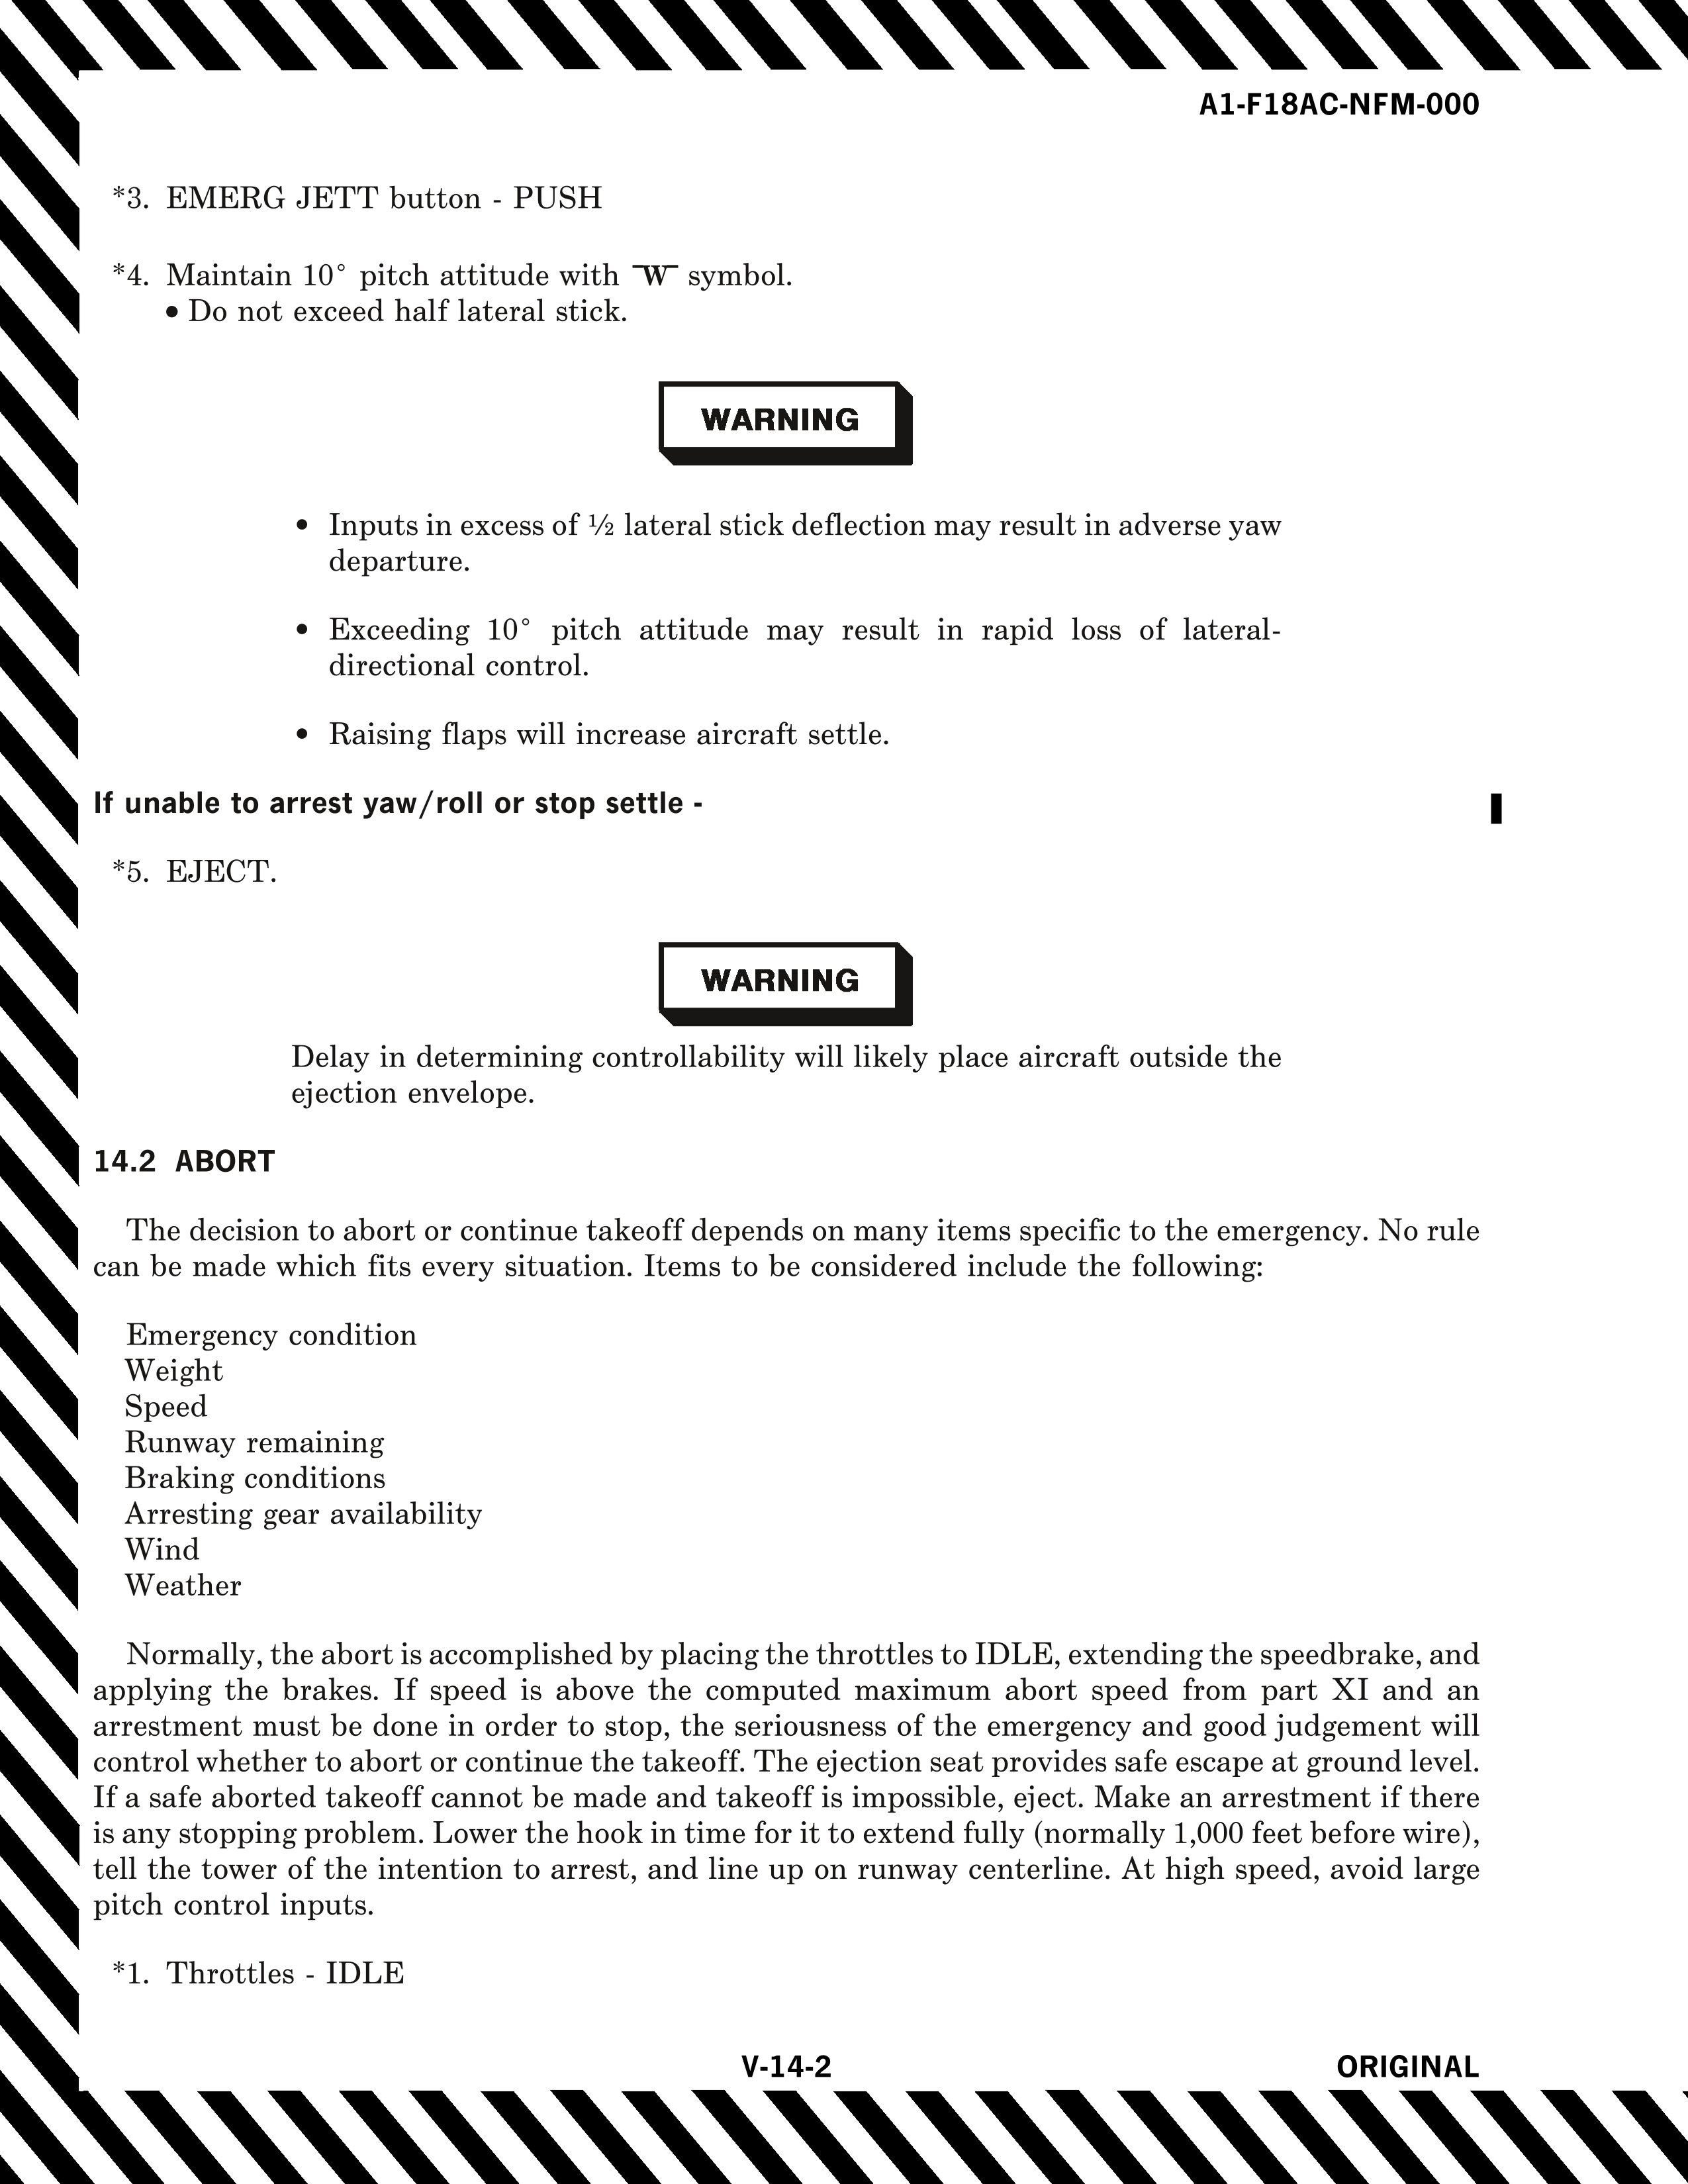 A1-F18AC-NFM-000
*3. EMERG JETT button - PUSH
*4. Maintain 10° pitch attitude with W symbol.
• Do not exceed half lateral stick.
WARNING
• Inputs in excess of ½ lateral stick deflection may result in adverse yaw
departure.
• Exceeding 10° pitch attitude may result in rapid loss of lateral-
directional control.
• Raising flaps will increase aircraft settle.
If unable to arrest yaw/roll or stop settle -
*5. EJECT.
WARNING
Delay in determining controllability will likely place aircraft outside the
ejection envelope.
14.2 ABORT
The decision to abort or continue takeoff depends on many items specific to the emergency. No rule
can be made which fits every situation. Items to be considered include the following:
Emergency condition
Weight
Speed
Runway remaining
Braking conditions
Arresting gear availability
Wind
Weather
Normally, the abort is accomplished by placing the throttles to IDLE, extending the speedbrake, and
applying the brakes. If speed is above the computed maximum abort speed from part XI and an
arrestment must be done in order to stop, the seriousness of the emergency and good judgement will
control whether to abort or continue the takeoff. The ejection seat provides safe escape at ground level.
If a safe aborted takeoff cannot be made and takeoff is impossible, eject. Make an arrestment if there
is any stopping problem. Lower the hook in time for it to extend fully (normally 1,000 feet before wire),
tell the tower of the intention to arrest, and line up on runway centerline. At high speed, avoid large
pitch control inputs.
*1. Throttles - IDLE
V-14-2
ORIGINAL